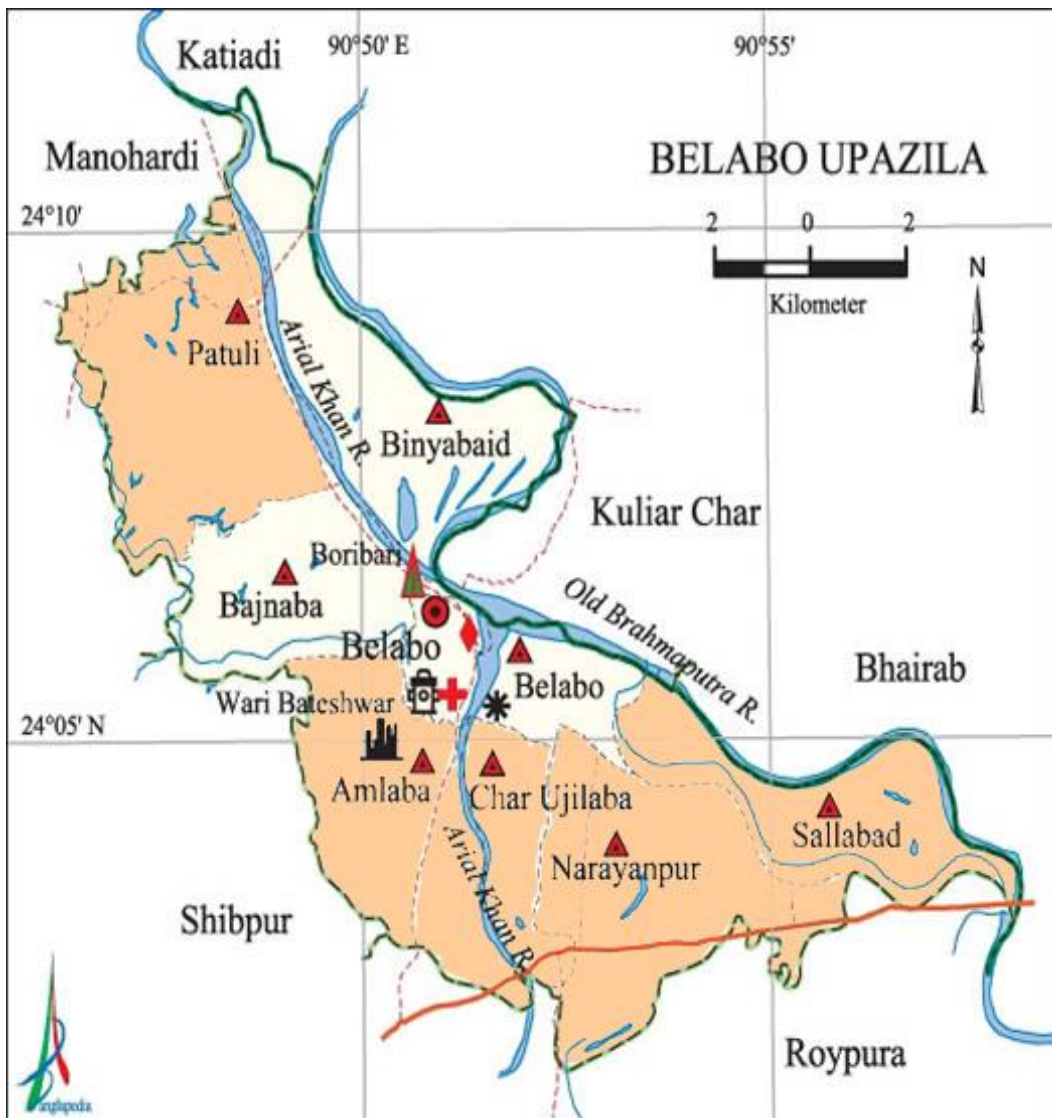 Katiadi
90°50' E
90°55'
Manohardi
BELABO UPAZILA
24°10'
2 0 2
Kilometer
N
Patuli
Arial Khan R.
Binyabaid
Kuliar Char
Boribari
Bajnaba
Old Brahmaputra R.
Belabo
Belabo
Bhairab
Wari Bateshwar
24°05' N
Amlaba
Char Ujilaba
Sallabad
Narayanpur
Arial Khan R.
Shibpur
Roypura
anglapedia